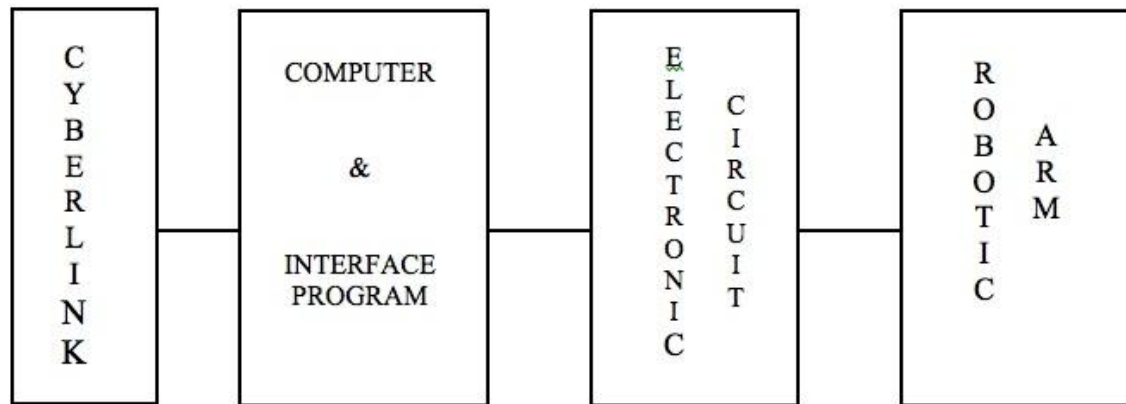 CYBERLINK
COMPUTER
&
INTERFACE
PROGRAM
ELECTRONIC
CIRCUIT
ROBOTIC
ARM